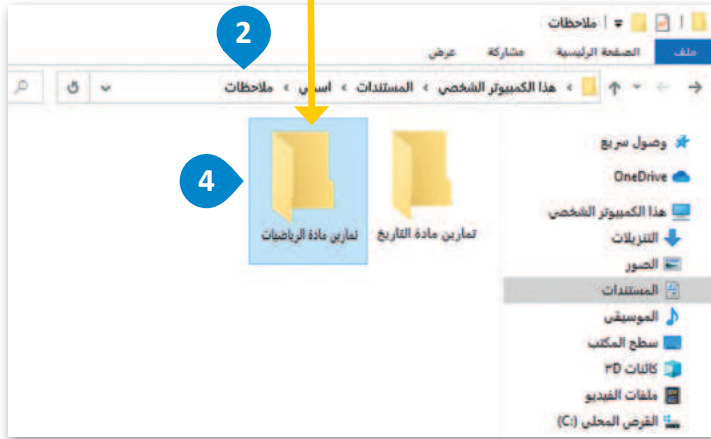 ملاحظات
ملف الصفحة الرئيسية مشاركة عرض
2
هذا الكمبيوتر الشخصي › المستندات › اسمي › ملاحظات
وصول سريع
OneDrive
هذا الكمبيوتر الشخصي
التنزيلات
الصور
المستندات
الموسيقى
سطح المكتب
كائنات ٣D
ملفات الفيديو
القرص المحلي (C:)
تمارين مادة التاريخ
تمارين مادة الرياضيات
4